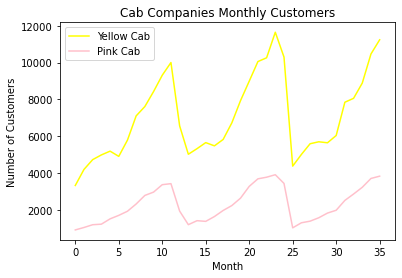 Cab Companies Monthly Customers
Yellow Cab
Pink Cab
Number of Customers
12000
10000
8000
6000
4000
2000
0 5 10 15 20 25 30 35
Month